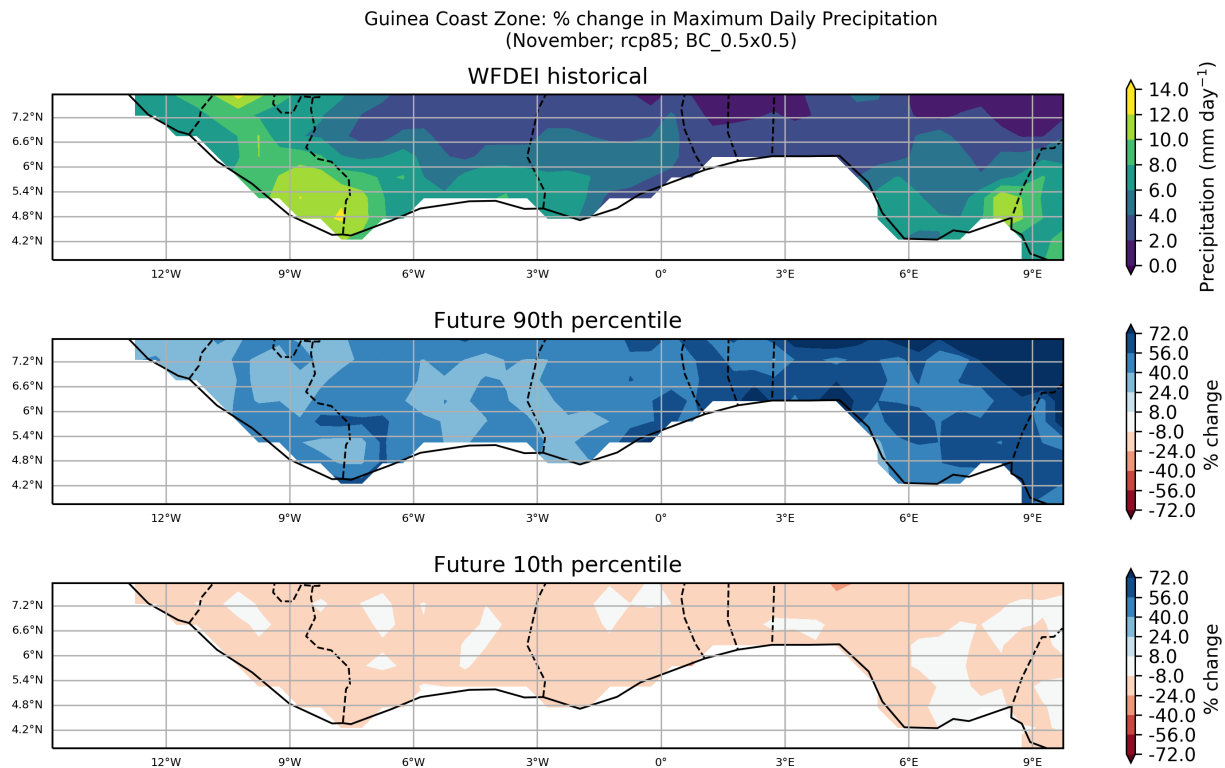 Guinea Coast Zone: % change in Maximum Daily Precipitation
(November; rcp85; BC_0.5x0.5)
WFDEI historical
7.2°N
6.6°N
6°N
5.4°N
4.8°N
4.2°N
12°W 9°W 6°W 3°W 0° 3°E 6°E 9°E
14.0
12.0
10.0
8.0
6.0
4.0
2.0
0.0
Precipitation (mm day⁻¹)
Future 90th percentile
7.2°N
6.6°N
6°N
5.4°N
4.8°N
4.2°N
12°W 9°W 6°W 3°W 0° 3°E 6°E 9°E
72.0
56.0
40.0
24.0
8.0
-8.0
-24.0
-40.0
-56.0
-72.0
% change
Future 10th percentile
7.2°N
6.6°N
6°N
5.4°N
4.8°N
4.2°N
12°W 9°W 6°W 3°W 0° 3°E 6°E 9°E
72.0
56.0
40.0
24.0
8.0
-8.0
-24.0
-40.0
-56.0
-72.0
% change